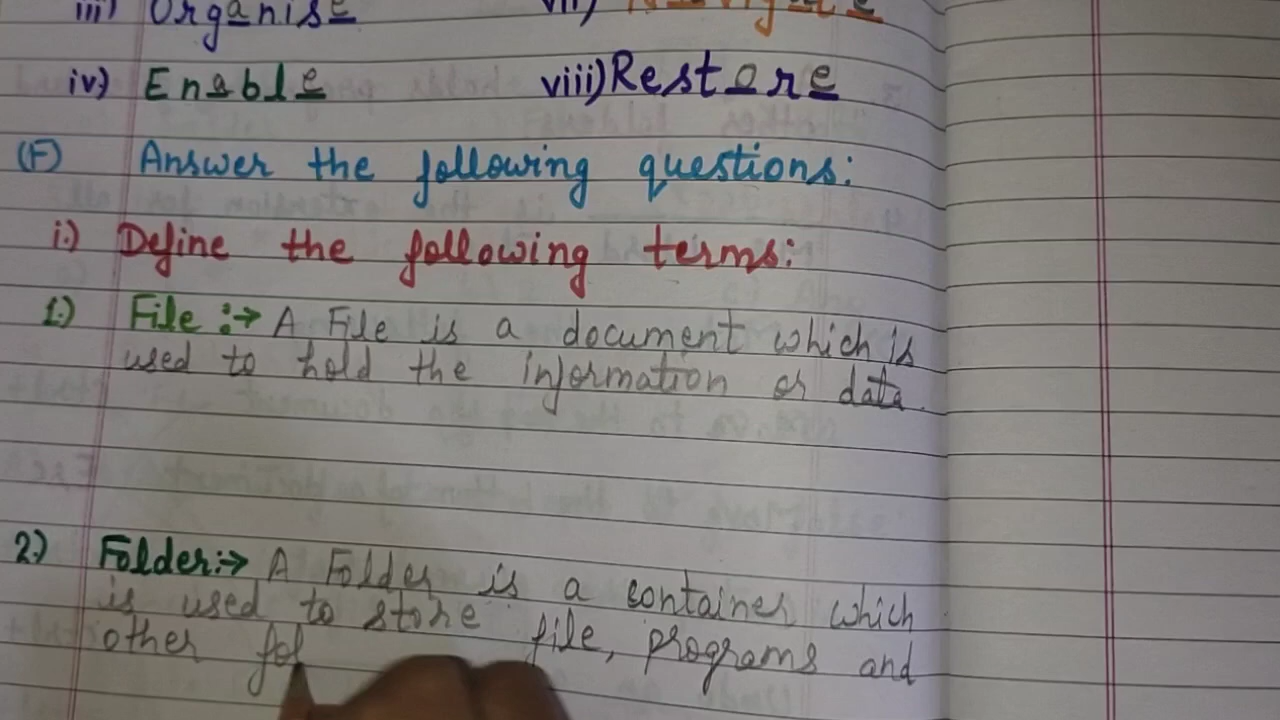 iii) Organise
vii) Navigate
iv) Enable
viii) Restore
(F) Answer the following questions:
i.) Define the following terms:
1.) File :→ A File is a document which is
used to hold the information or data.
2.) Folder:→ A Folder is a container which
is used to store file, programs and
other fol